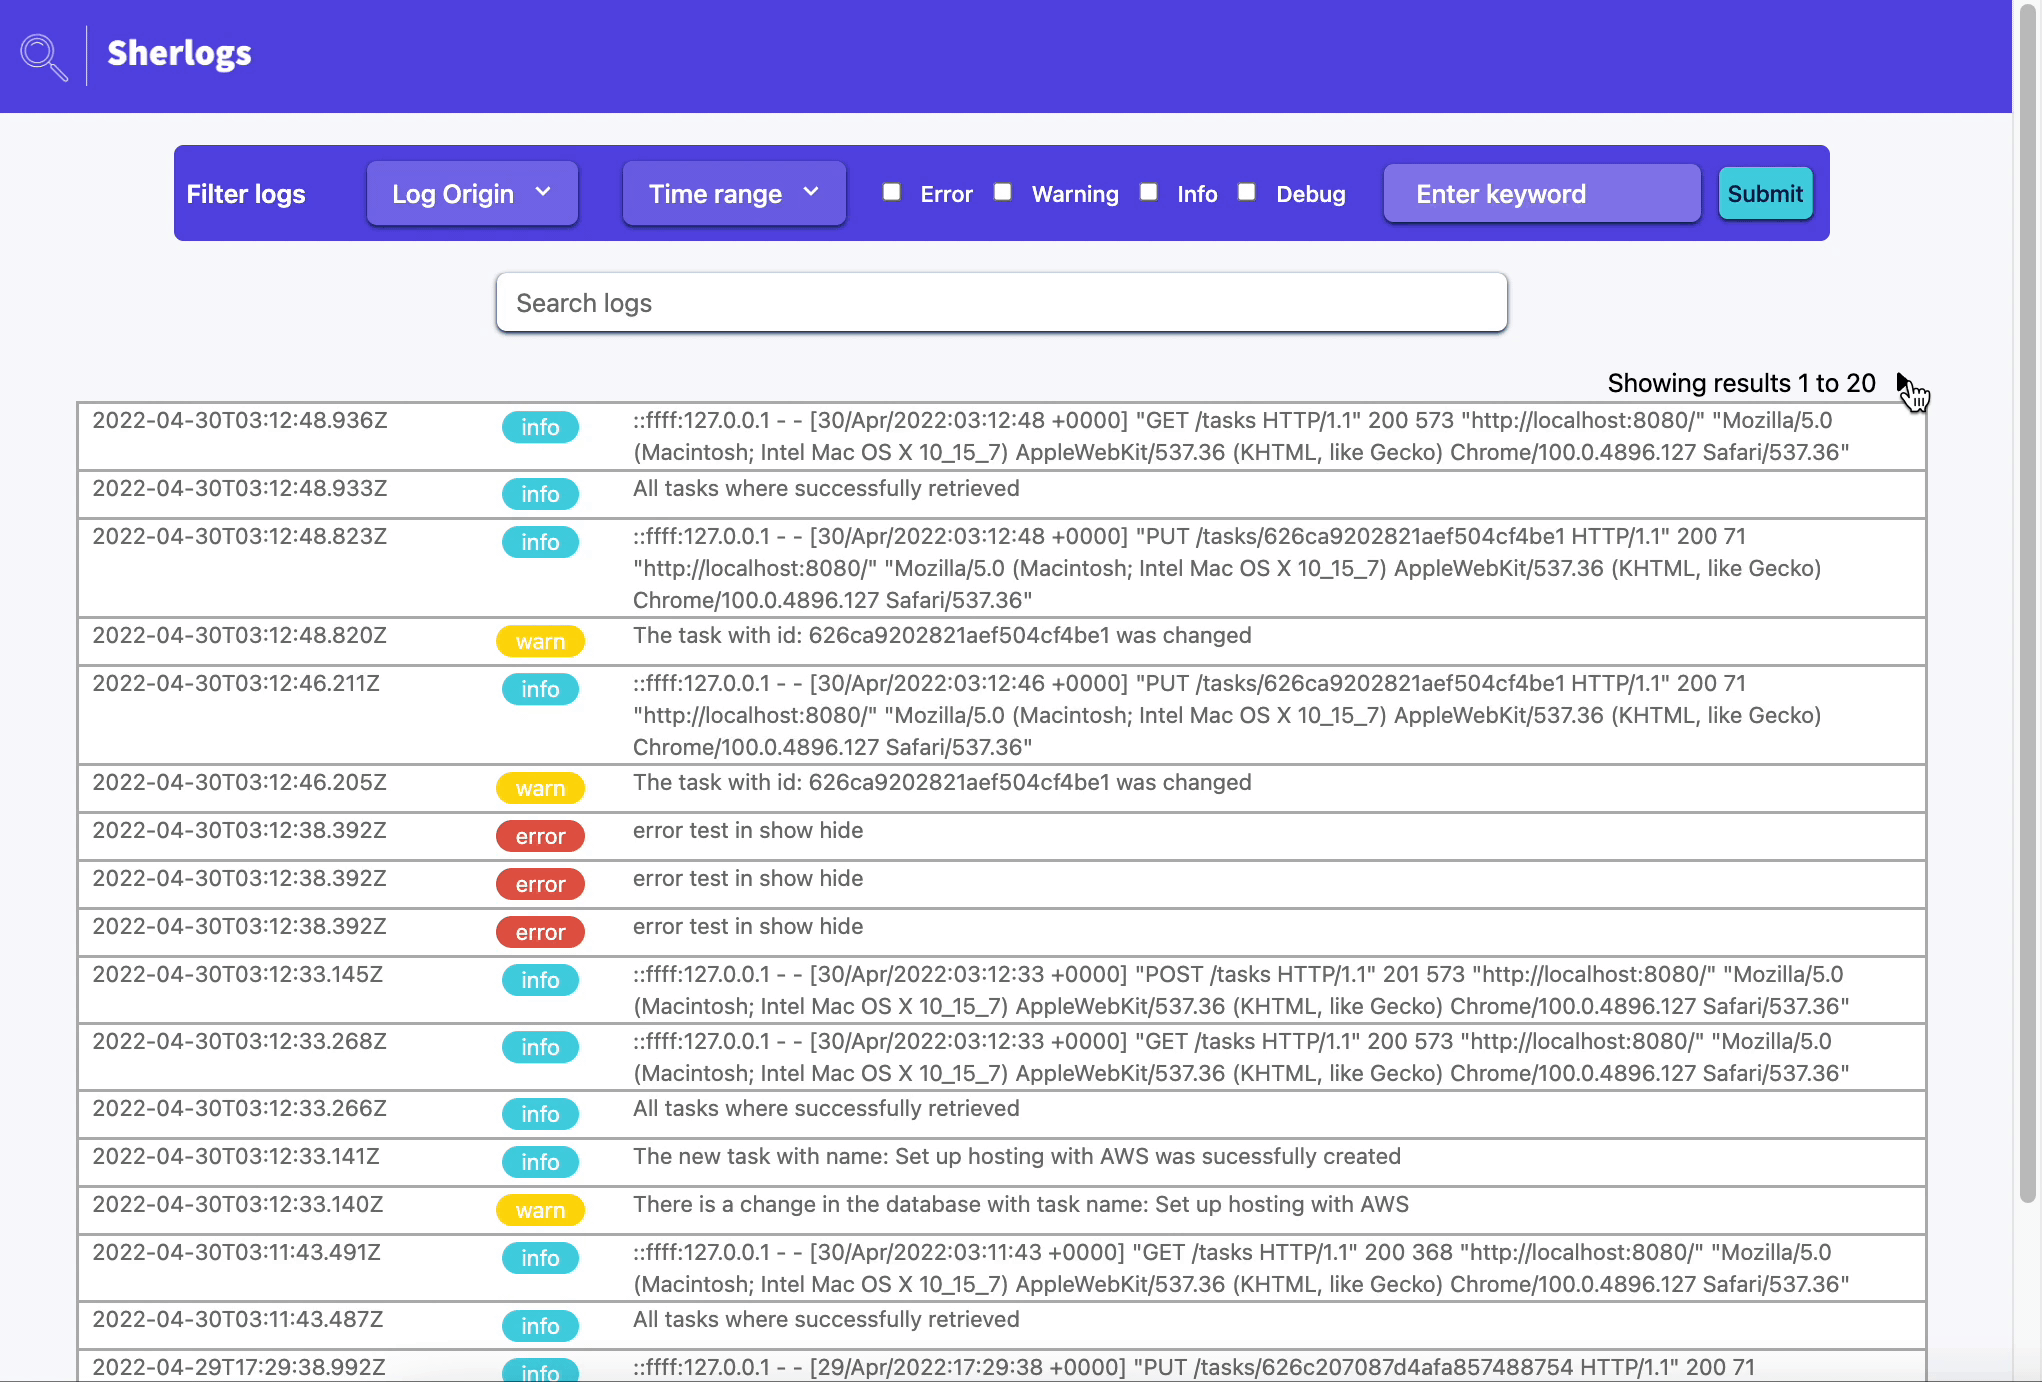 Sherlogs
Filter logs Log Origin Time range Error Warning Info Debug Enter keyword Submit
Search logs
Showing results 1 to 20
2022-04-30T03:12:48.936Z info ::ffff:127.0.0.1 - - [30/Apr/2022:03:12:48 +0000] "GET /tasks HTTP/1.1" 200 573 "http://localhost:8080/" "Mozilla/5.0
(Macintosh; Intel Mac OS X 10_15_7) AppleWebKit/537.36 (KHTML, like Gecko) Chrome/100.0.4896.127 Safari/537.36"
2022-04-30T03:12:48.933Z info All tasks where successfully retrieved
2022-04-30T03:12:48.823Z info ::ffff:127.0.0.1 - - [30/Apr/2022:03:12:48 +0000] "PUT /tasks/626ca9202821aef504cf4be1 HTTP/1.1" 200 71
"http://localhost:8080/" "Mozilla/5.0 (Macintosh; Intel Mac OS X 10_15_7) AppleWebKit/537.36 (KHTML, like Gecko)
Chrome/100.0.4896.127 Safari/537.36"
2022-04-30T03:12:48.820Z warn The task with id: 626ca9202821aef504cf4be1 was changed
2022-04-30T03:12:46.211Z info ::ffff:127.0.0.1 - - [30/Apr/2022:03:12:46 +0000] "PUT /tasks/626ca9202821aef504cf4be1 HTTP/1.1" 200 71
"http://localhost:8080/" "Mozilla/5.0 (Macintosh; Intel Mac OS X 10_15_7) AppleWebKit/537.36 (KHTML, like Gecko)
Chrome/100.0.4896.127 Safari/537.36"
2022-04-30T03:12:46.205Z warn The task with id: 626ca9202821aef504cf4be1 was changed
2022-04-30T03:12:38.392Z error error test in show hide
2022-04-30T03:12:38.392Z error error test in show hide
2022-04-30T03:12:38.392Z error error test in show hide
2022-04-30T03:12:33.145Z info ::ffff:127.0.0.1 - - [30/Apr/2022:03:12:33 +0000] "POST /tasks HTTP/1.1" 201 573 "http://localhost:8080/" "Mozilla/5.0
(Macintosh; Intel Mac OS X 10_15_7) AppleWebKit/537.36 (KHTML, like Gecko) Chrome/100.0.4896.127 Safari/537.36"
2022-04-30T03:12:33.268Z info ::ffff:127.0.0.1 - - [30/Apr/2022:03:12:33 +0000] "GET /tasks HTTP/1.1" 200 573 "http://localhost:8080/" "Mozilla/5.0
(Macintosh; Intel Mac OS X 10_15_7) AppleWebKit/537.36 (KHTML, like Gecko) Chrome/100.0.4896.127 Safari/537.36"
2022-04-30T03:12:33.266Z info All tasks where successfully retrieved
2022-04-30T03:12:33.141Z info The new task with name: Set up hosting with AWS was sucessfully created
2022-04-30T03:12:33.140Z warn There is a change in the database with task name: Set up hosting with AWS
2022-04-30T03:11:43.491Z info ::ffff:127.0.0.1 - - [30/Apr/2022:03:11:43 +0000] "GET /tasks HTTP/1.1" 200 368 "http://localhost:8080/" "Mozilla/5.0
(Macintosh; Intel Mac OS X 10_15_7) AppleWebKit/537.36 (KHTML, like Gecko) Chrome/100.0.4896.127 Safari/537.36"
2022-04-30T03:11:43.487Z info All tasks where successfully retrieved
2022-04-29T17:29:38.992Z info ::ffff:127.0.0.1 - - [29/Apr/2022:17:29:38 +0000] "PUT /tasks/626c207087d4afa857488754 HTTP/1.1" 200 71